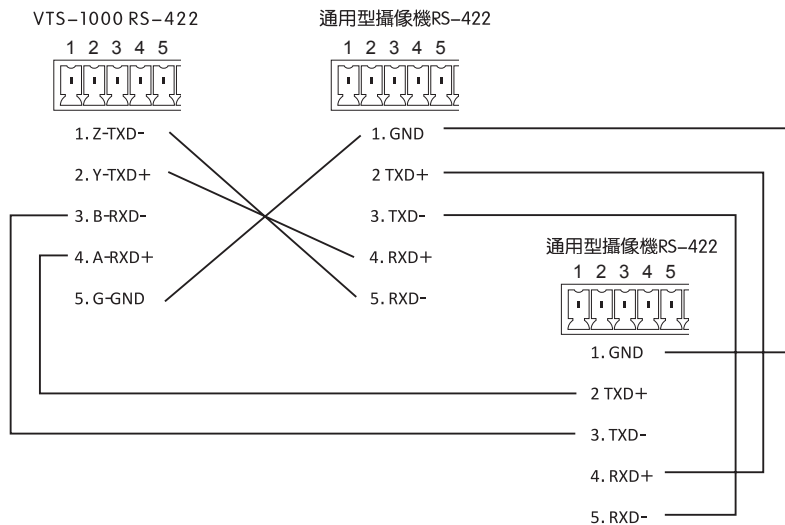 VTS-1000 RS-422
1 2 3 4 5
1. Z-TXD-
2. Y-TXD+
3. B-RXD-
4. A-RXD+
5. G-GND
通用型攝像機RS-422
1 2 3 4 5
1. GND
2 TXD+
3. TXD-
4. RXD+
5. RXD-
通用型攝像機RS-422
1 2 3 4 5
1. GND
2 TXD+
3. TXD-
4. RXD+
5. RXD-